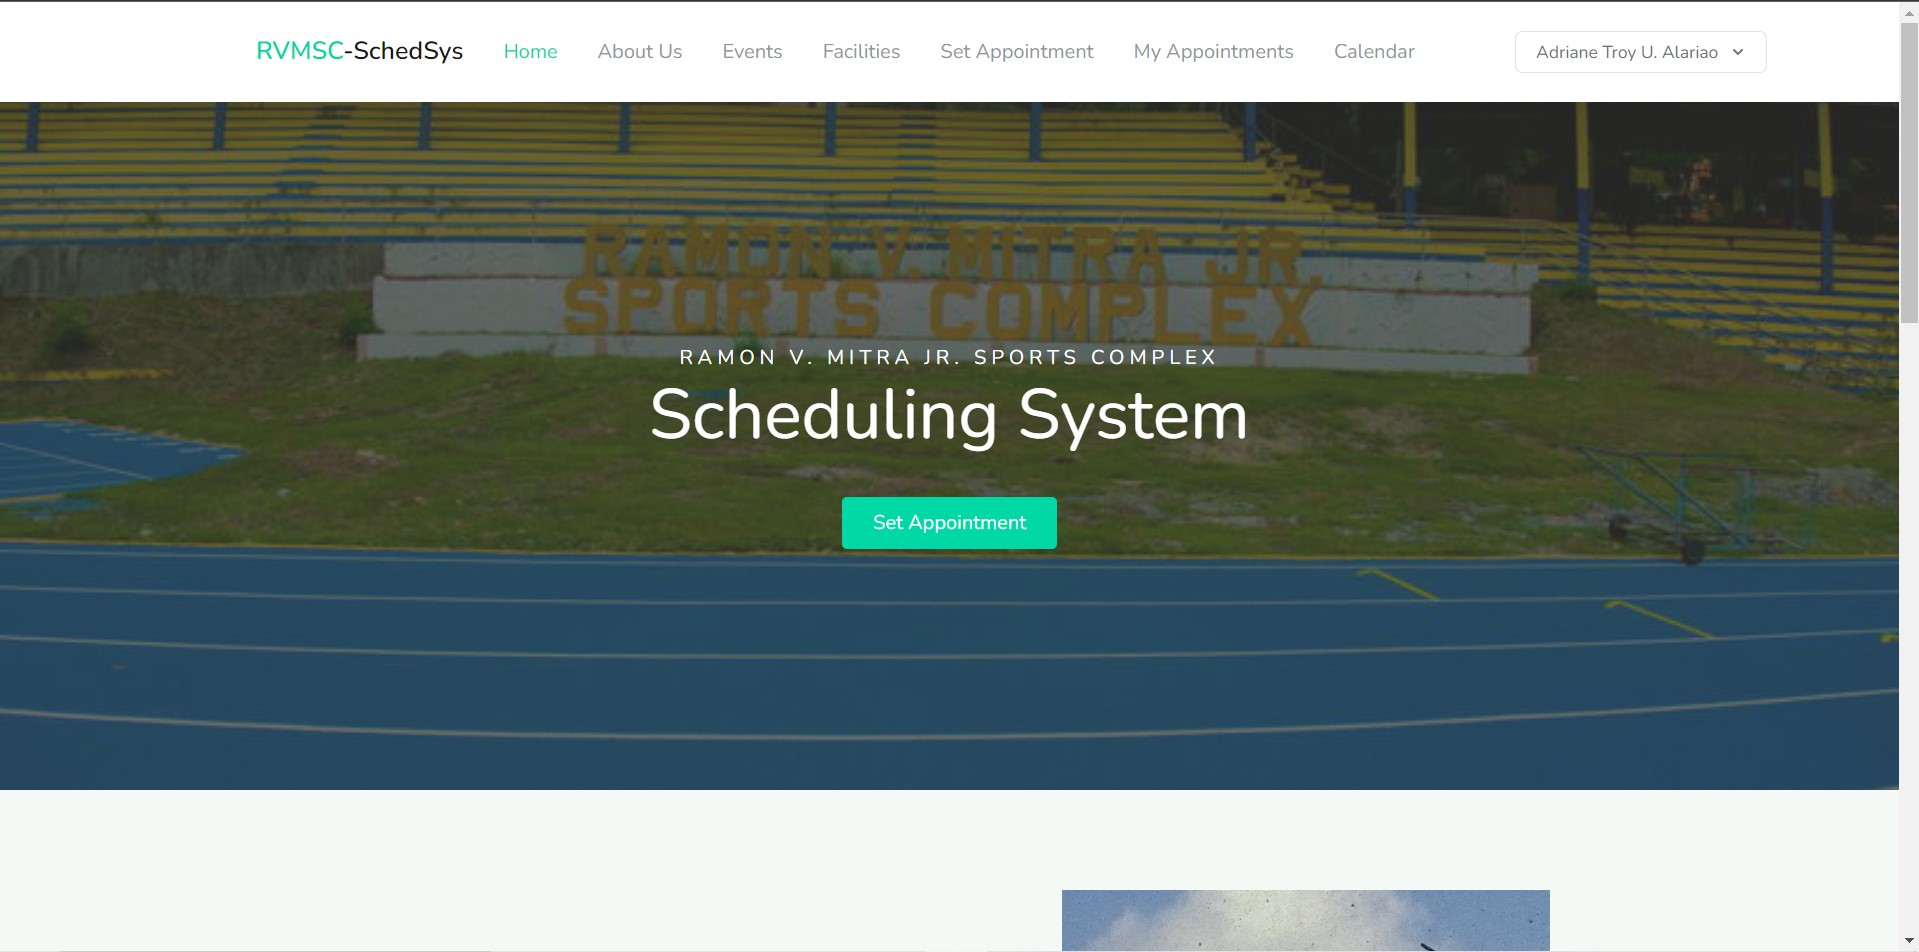 RVMSC-SchedSys Home About Us Events Facilities Set Appointment My Appointments Calendar Adriane Troy U. Alariao
RAMON V. MITRA JR.
SPORTS COMPLEX
RAMON V. MITRA JR. SPORTS COMPLEX
Scheduling System
Set Appointment